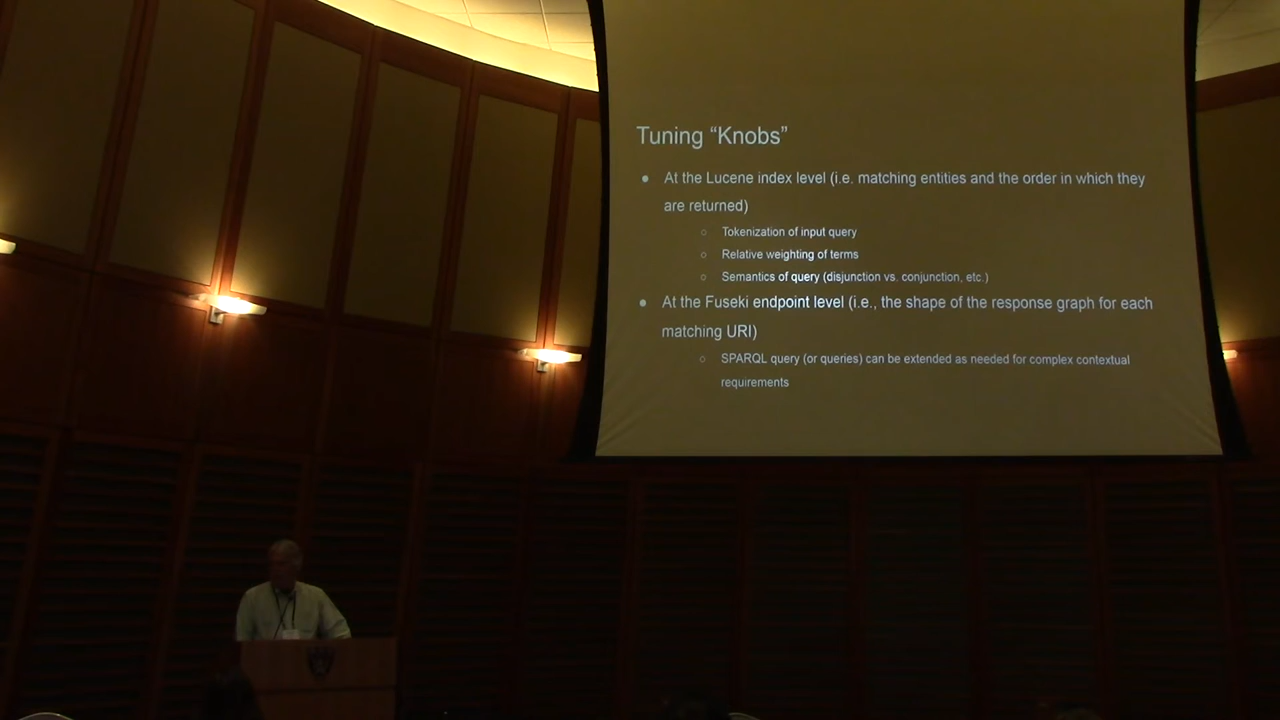 Tuning “Knobs”
● At the Lucene index level (i.e. matching entities and the order in which they
are returned)
○ Tokenization of input query
○ Relative weighting of terms
○ Semantics of query (disjunction vs. conjunction, etc.)
● At the Fuseki endpoint level (i.e., the shape of the response graph for each
matching URI)
○ SPARQL query (or queries) can be extended as needed for complex contextual
requirements